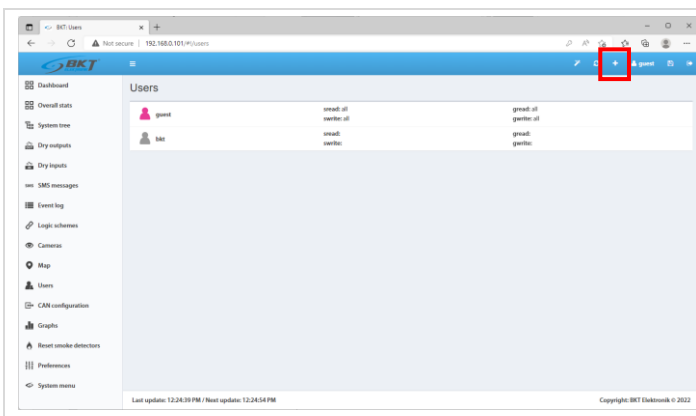 BKT: Users
Not secure | 192.168.0.101/#!/users
BKT
guest
Dashboard
Overall stats
System tree
Dry outputs
Dry inputs
SMS SMS messages
Event log
Logic schemes
Cameras
Map
Users
CAN configuration
Graphs
Reset smoke detectors
Preferences
System menu
Users
guest
sread: all
swrite: all
gread: all
gwrite: all
bkt
sread:
swrite:
gread:
gwrite:
Last update: 12:24:39 PM / Next update: 12:24:54 PM
Copyright: BKT Elektronik © 2022